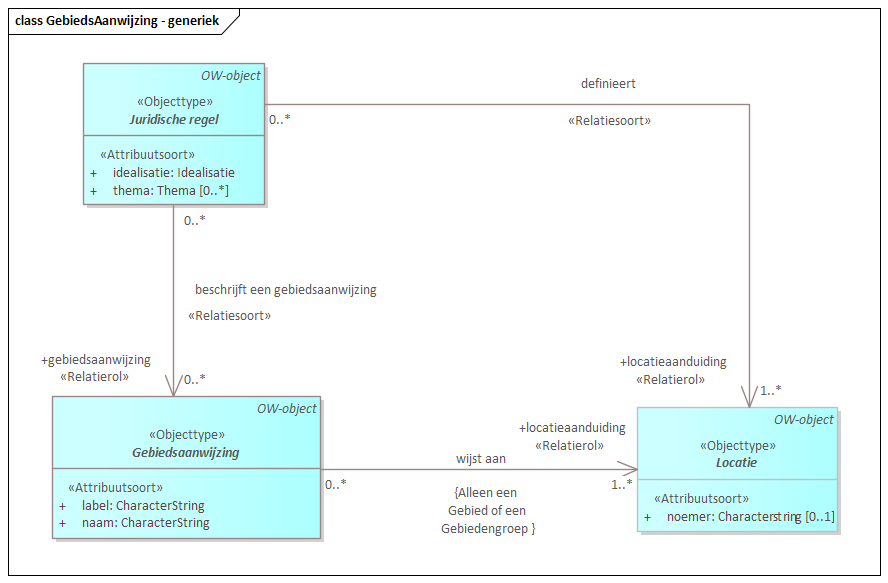 class GebiedsAanwijzing - generiek
OW-object
«Objecttype»
Juridische regel
«Attribuutsoort»
+ idealisatie: Idealisatie
+ thema: Thema [0..*]
0..*
definieert
«Relatiesoort»
0..*
beschrijft een gebiedsaanwijzing
«Relatiesoort»
+gebiedsaanwijzing
«Relatierol»
0..*
+locatieaanduiding
«Relatierol»
1..*
OW-object
«Objecttype»
Gebiedsaanwijzing
«Attribuutsoort»
+ label: CharacterString
+ naam: CharacterString
0..*
wijst aan
{Alleen een
Gebied of een
Gebiedengroep }
+locatieaanduiding
«Relatierol»
1..*
OW-object
«Objecttype»
Locatie
«Attribuutsoort»
+ noemer: Characterstring [0..1]